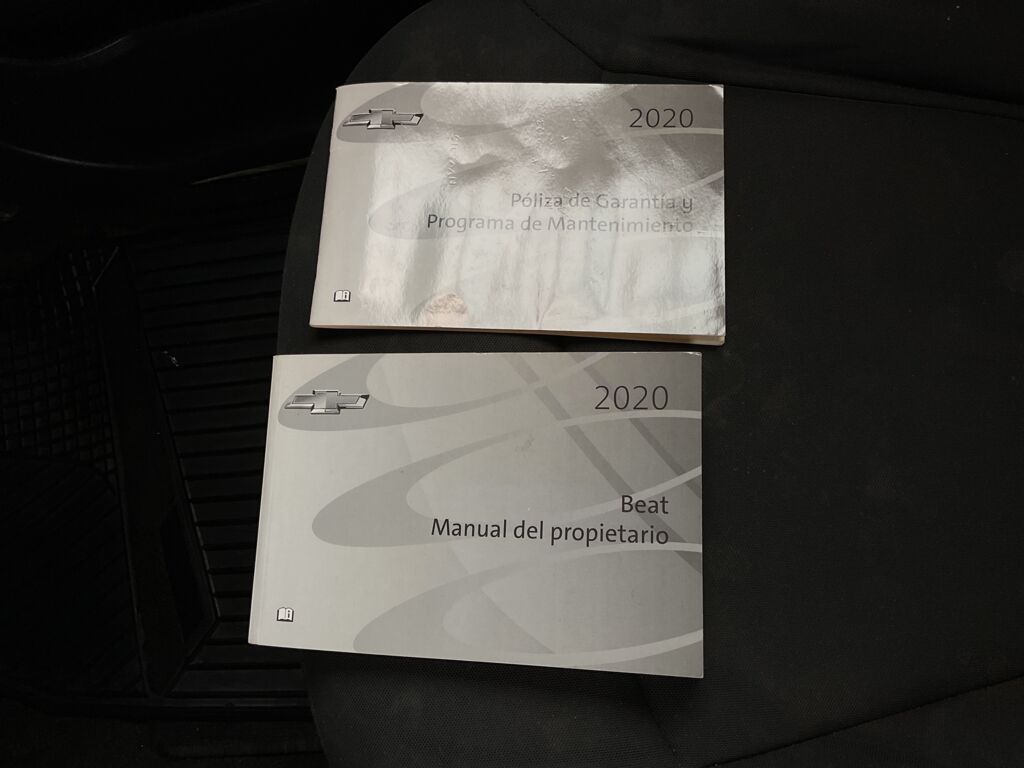 2020
Póliza de Garantía y
Programa de Mantenimiento
2020
Beat
Manual del propietario